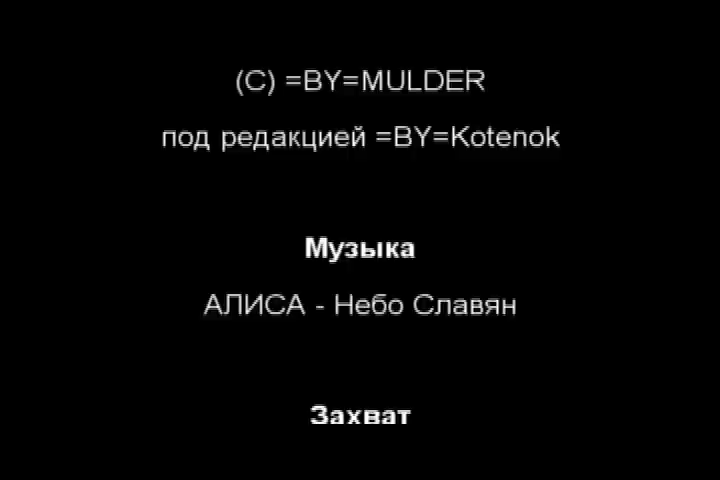 (C) =BY=MULDER
под редакцией =BY=Kotenok
Музыка
АЛИСА - Небо Славян
Захват